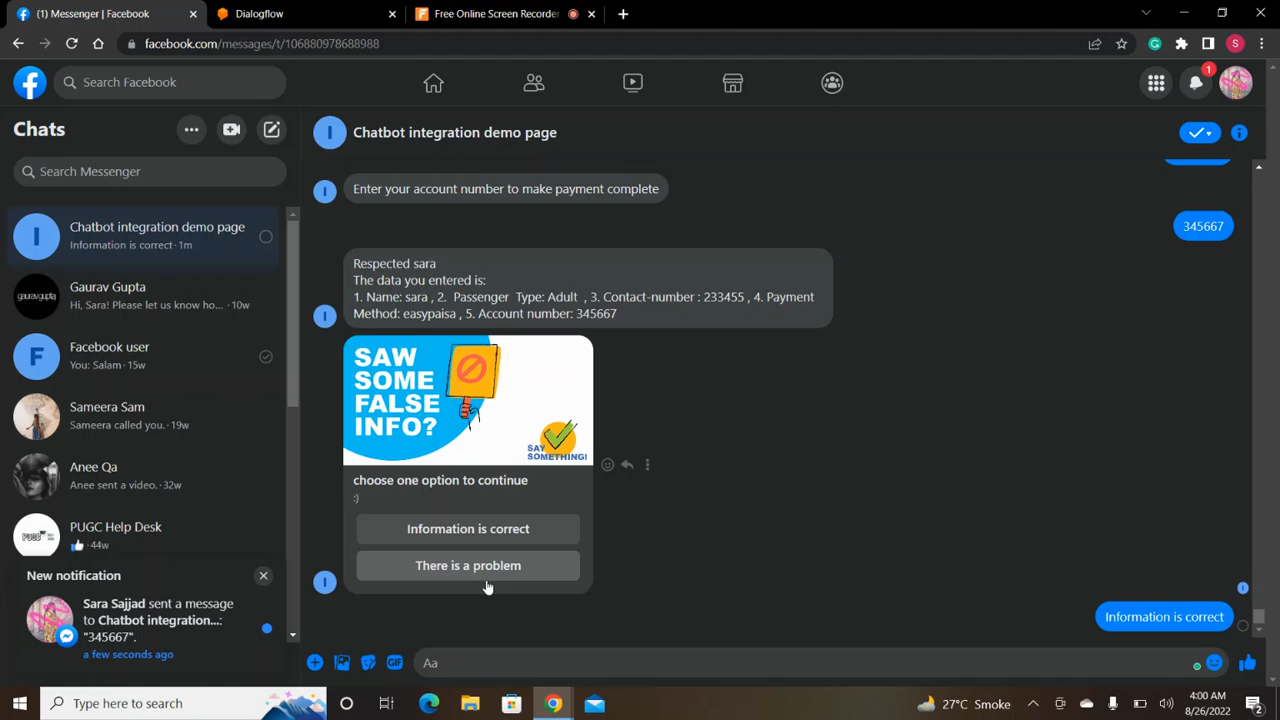 (1) Messenger | Facebook
Dialogflow
Free Online Screen Recorder
facebook.com/messages/t/106880978688988
S
Search Facebook
1
Chats
Search Messenger
I
Chatbot integration demo page
Information is correct · 1m
gauravgupta
Gaurav Gupta
Hi, Sara! Please let us know ho... · 10w
F
Facebook user
You: Salam · 15w
Sameera Sam
Sameera called you. · 19w
Anee Qa
Anee sent a video. · 32w
PUGC
PUGC Help Desk
· 44w
New notification
Sara Sajjad sent a message
to Chatbot integration...:
"345667".
a few seconds ago
I
Chatbot integration demo page
I
Enter your account number to make payment complete
345667
Respected sara
The data you entered is:
1. Name: sara , 2. Passenger Type: Adult , 3. Contact-number : 233455 , 4. Payment
Method: easypaisa , 5. Account number: 345667
I
SAW
SOME
FALSE
INFO?
SAY
SOMETHING!
choose one option to continue
:)
Information is correct
There is a problem
I
I
Information is correct
GIF
Aa
Type here to search
27°C Smoke
4:00 AM
8/26/2022
2